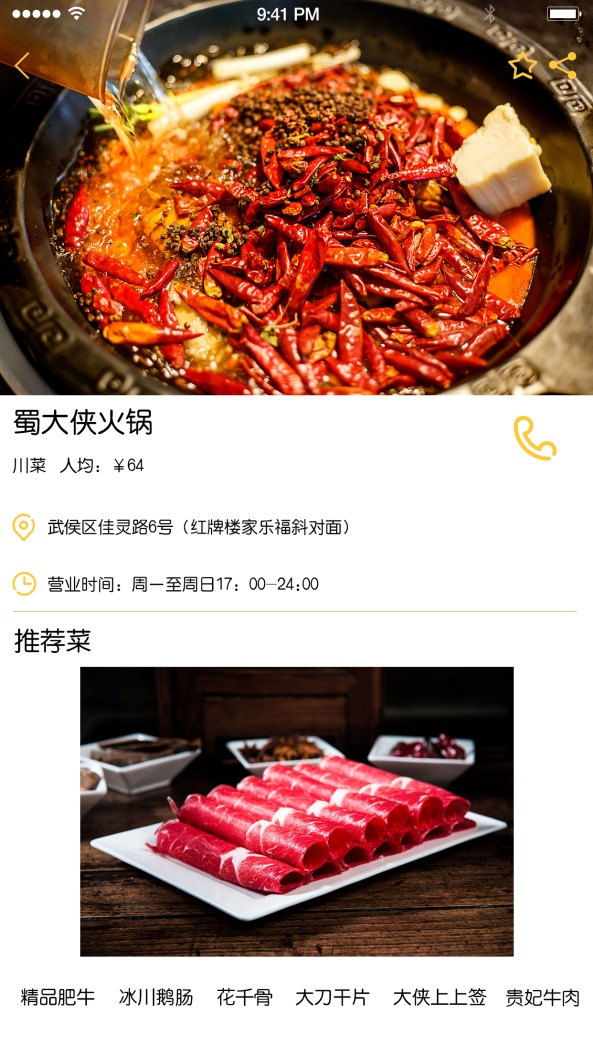 9:41 PM
蜀大侠火锅
川菜 人均：￥64
武侯区佳灵路6号（红牌楼家乐福斜对面）
营业时间：周一至周日17：00—24:00
推荐菜
精品肥牛 冰川鹅肠 花千骨 大刀干片 大侠上上签 贵妃牛肉